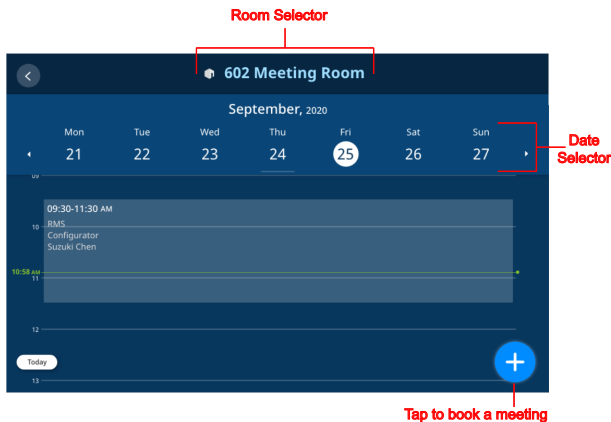 Room Selector
602 Meeting Room
September, 2020
Mon Tue Wed Thu Fri Sat Sun
21 22 23 24 25 26 27
Date
Selector
09
09:30-11:30 AM
10
RMS
Configurator
Suzuki Chen
10:58 AM
11
12
Today
13
Tap to book a meeting